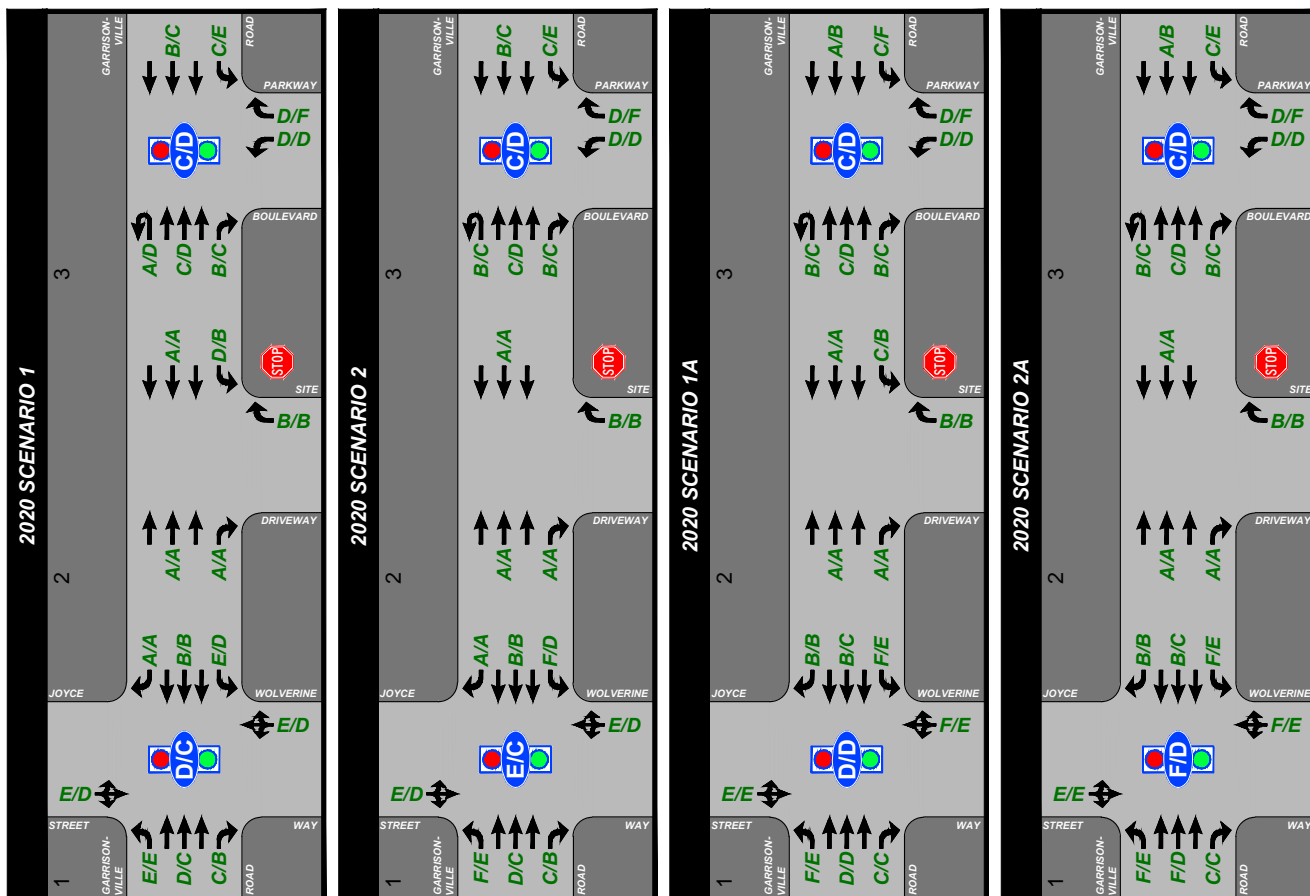 2020 SCENARIO 1
GARRISON-
VILLE
B/C
C/E
ROAD
PARKWAY
D/F
D/D
C/D
BOULEVARD
A/D
C/D
B/C
3
A/A
D/B
STOP
SITE
B/B
DRIVEWAY
A/A
A/A
2
A/A
B/B
E/D
JOYCE
WOLVERINE
E/D
D/C
E/D
STREET
WAY
E/E
D/C
C/B
1
GARRISON-
VILLE
ROAD
2020 SCENARIO 2
GARRISON-
VILLE
B/C
C/E
ROAD
PARKWAY
D/F
D/D
C/D
BOULEVARD
B/C
C/D
B/C
3
A/A
STOP
SITE
B/B
DRIVEWAY
A/A
A/A
2
A/A
B/B
F/D
JOYCE
WOLVERINE
E/D
E/C
E/D
STREET
WAY
F/E
D/C
C/B
1
GARRISON-
VILLE
ROAD
2020 SCENARIO 1A
GARRISON-
VILLE
A/B
C/F
ROAD
PARKWAY
D/F
D/D
C/D
BOULEVARD
B/C
C/D
B/C
3
A/A
C/B
STOP
SITE
B/B
DRIVEWAY
A/A
A/A
2
B/B
B/C
F/E
JOYCE
WOLVERINE
F/E
D/D
E/E
STREET
WAY
F/E
D/D
C/C
1
GARRISON-
VILLE
ROAD
2020 SCENARIO 2A
GARRISON-
VILLE
A/B
C/E
ROAD
PARKWAY
D/F
D/D
C/D
BOULEVARD
B/C
C/D
B/C
3
A/A
STOP
SITE
B/B
DRIVEWAY
A/A
A/A
2
B/B
B/C
F/E
JOYCE
WOLVERINE
F/E
F/D
E/E
STREET
WAY
F/E
F/D
C/C
1
GARRISON-
VILLE
ROAD